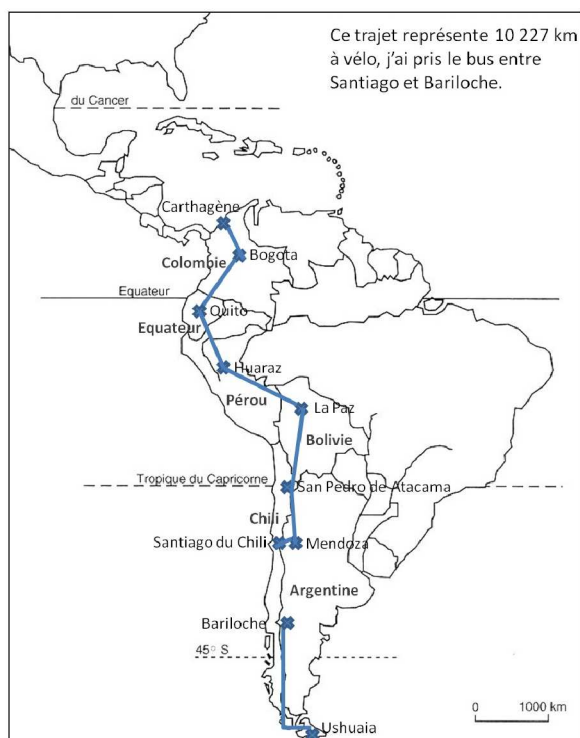 Ce trajet représente 10 227 km
à vélo, j’ai pris le bus entre
Santiago et Bariloche.
du Cancer
Carthagène
Colombie
Bogota
Equateur
Quito
Equateur
Huaraz
Pérou
La Paz
Bolivie
Tropique du Capricorne
San Pedro de Atacama
Chili
Santiago du Chili
Mendoza
Argentine
Bariloche
45° S
0 1000 km
Ushuaia